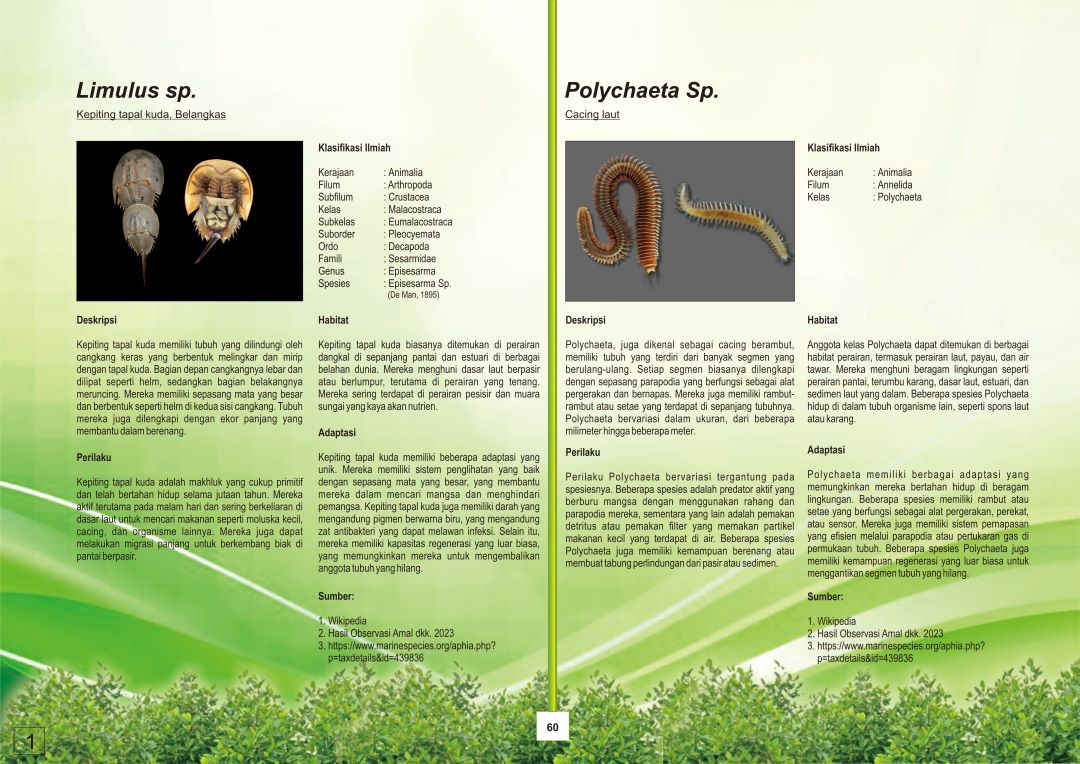 Limulus sp.
Kepiting tapal kuda, Belangkas
Klasifikasi Ilmiah
Kerajaan : Animalia
Filum : Arthropoda
Subfilum : Crustacea
Kelas : Malacostraca
Subkelas : Eumalacostraca
Suborder : Pleocyemata
Ordo : Decapoda
Famili : Sesarmidae
Genus : Episesarma
Spesies : Episesarma Sp.
(De Man, 1895)
Deskripsi
Kepiting tapal kuda memiliki tubuh yang dilindungi oleh
cangkang keras yang berbentuk melingkar dan mirip
dengan tapal kuda. Bagian depan cangkangnya lebar dan
dilipat seperti helm, sedangkan bagian belakangnya
meruncing. Mereka memiliki sepasang mata yang besar
dan berbentuk seperti helm di kedua sisi cangkang. Tubuh
mereka juga dilengkapi dengan ekor panjang yang
membantu dalam berenang.
Perilaku
Kepiting tapal kuda adalah makhluk yang cukup primitif
dan telah bertahan hidup selama jutaan tahun. Mereka
aktif terutama pada malam hari dan sering berkeliaran di
dasar laut untuk mencari makanan seperti moluska kecil,
cacing, dan organisme lainnya. Mereka juga dapat
melakukan migrasi panjang untuk berkembang biak di
pantai berpasir.
Habitat
Kepiting tapal kuda biasanya ditemukan di perairan
dangkal di sepanjang pantai dan estuari di berbagai
belahan dunia. Mereka menghuni dasar laut berpasir
atau berlumpur, terutama di perairan yang tenang.
Mereka sering terdapat di perairan pesisir dan muara
sungai yang kaya akan nutrien.
Adaptasi
Kepiting tapal kuda memiliki beberapa adaptasi yang
unik. Mereka memiliki sistem penglihatan yang baik
dengan sepasang mata yang besar, yang membantu
mereka dalam mencari mangsa dan menghindari
pemangsa. Kepiting tapal kuda juga memiliki darah yang
mengandung pigmen berwarna biru, yang mengandung
zat antibakteri yang dapat melawan infeksi. Selain itu,
mereka memiliki kapasitas regenerasi yang luar biasa,
yang memungkinkan mereka untuk mengembalikan
anggota tubuh yang hilang.
Sumber:
1. Wikipedia
2. Hasil Observasi Amal dkk. 2023
3. https://www.marinespecies.org/aphia.php?
p=taxdetails&id=439836
Polychaeta Sp.
Cacing laut
Klasifikasi Ilmiah
Kerajaan : Animalia
Filum : Annelida
Kelas : Polychaeta
Deskripsi
Polychaeta, juga dikenal sebagai cacing berambut,
memiliki tubuh yang terdiri dari banyak segmen yang
berulang-ulang. Setiap segmen biasanya dilengkapi
dengan sepasang parapodia yang berfungsi sebagai alat
pergerakan dan bernapas. Mereka juga memiliki rambut-
rambut atau setae yang terdapat di sepanjang tubuhnya.
Polychaeta bervariasi dalam ukuran, dari beberapa
milimeter hingga beberapa meter.
Perilaku
Perilaku Polychaeta bervariasi tergantung pada
spesiesnya. Beberapa spesies adalah predator aktif yang
berburu mangsa dengan menggunakan rahang dan
parapodia mereka, sementara yang lain adalah pemakan
detritus atau pemakan filter yang memakan partikel
makanan kecil yang terdapat di air. Beberapa spesies
Polychaeta juga memiliki kemampuan berenang atau
membuat tabung perlindungan dari pasir atau sedimen.
Habitat
Anggota kelas Polychaeta dapat ditemukan di berbagai
habitat perairan, termasuk perairan laut, payau, dan air
tawar. Mereka menghuni beragam lingkungan seperti
perairan pantai, terumbu karang, dasar laut, estuari, dan
sedimen laut yang dalam. Beberapa spesies Polychaeta
hidup di dalam tubuh organisme lain, seperti spons laut
atau karang.
Adaptasi
Polychaeta memiliki berbagai adaptasi yang
memungkinkan mereka bertahan hidup di beragam
lingkungan. Beberapa spesies memiliki rambut atau
setae yang berfungsi sebagai alat pergerakan, perekat,
atau sensor. Mereka juga memiliki sistem pernapasan
yang efisien melalui parapodia atau pertukaran gas di
permukaan tubuh. Beberapa spesies Polychaeta juga
memiliki kemampuan regenerasi yang luar biasa untuk
menggantikan segmen tubuh yang hilang.
Sumber:
1. Wikipedia
2. Hasil Observasi Amal dkk. 2023
3. https://www.marinespecies.org/aphia.php?
p=taxdetails&id=439836
60
1